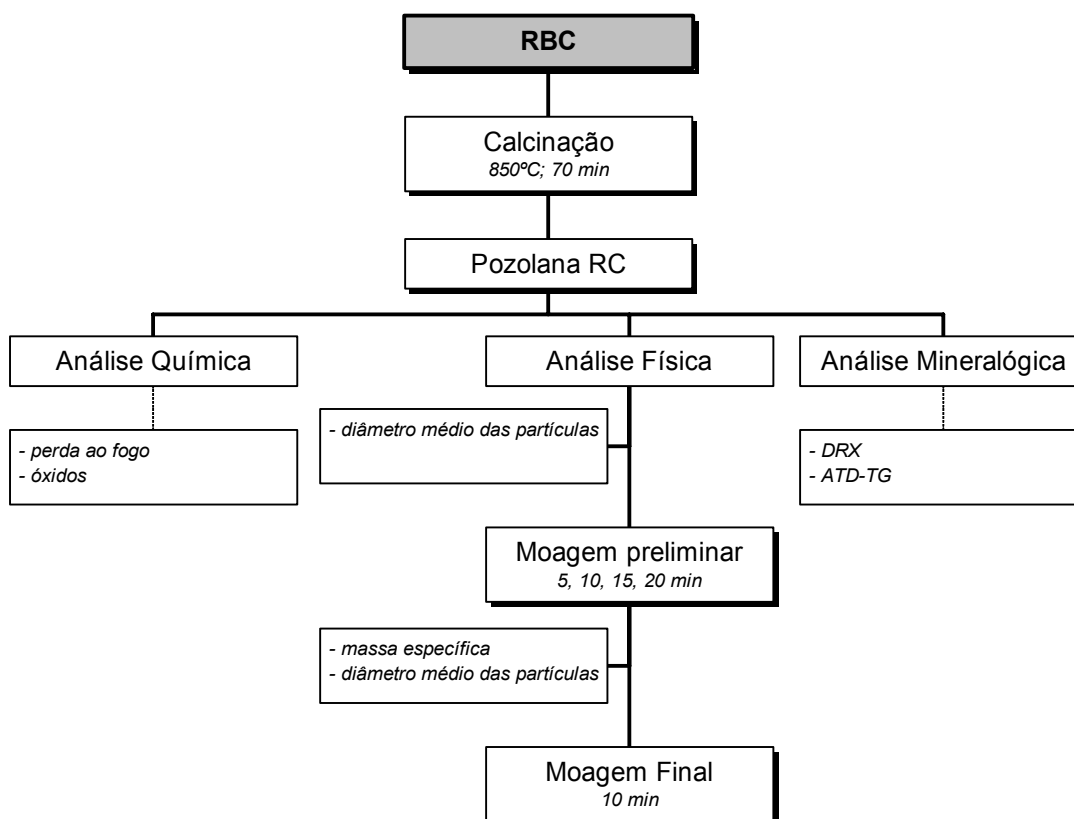 RBC
Calcinação
850ºC; 70 min
Pozolana RC
Análise Química
Análise Física
Análise Mineralógica
- perda ao fogo
- óxidos
- diâmetro médio das partículas
- DRX
- ATD-TG
Moagem preliminar
5, 10, 15, 20 min
- massa específica
- diâmetro médio das partículas
Moagem Final
10 min